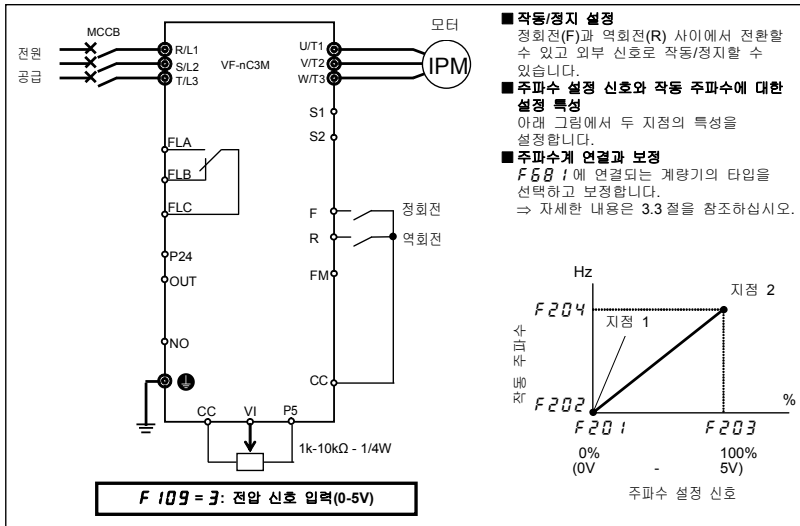 MCCB
전원
공급
R/L1
S/L2
T/L3
VF-nC3M
U/T1
V/T2
W/T3
모터
IPM
S1
S2
FLA
FLB
FLC
F
정회전
R
역회전
P24
OUT
FM
NO
CC
CC
VI
P5
1k-10kΩ - 1/4W
F109 = 3: 전압 신호 입력(0-5V)
■ 작동/정지 설정
정회전(F)과 역회전(R) 사이에서 전환할
수 있고 외부 신호로 작동/정지할 수
있습니다.
■ 주파수 설정 신호와 작동 주파수에 대한
설정 특성
아래 그림에서 두 지점의 특성을
설정합니다.
■ 주파수계 연결과 보정
F681에 연결되는 계량기의 타입을
선택하고 보정합니다.
⇒ 자세한 내용은 3.3 절을 참조하십시오.
Hz
지점 2
F204
지점 1
작동 주파수
F202
%
F201
F203
0%
100%
(0V
-
5V)
주파수 설정 신호